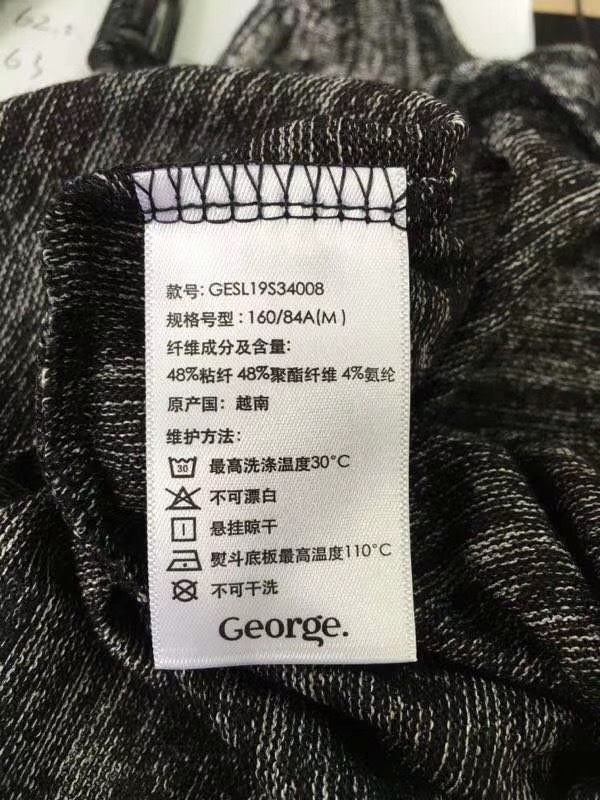 62.
63
款号: GESL19S34008
规格号型: 160/84A(M)
纤维成分及含量:
48%粘纤 48%聚酯纤维 4%氨纶
原产国: 越南
维护方法:
30 最高洗涤温度30°C
不可漂白
悬挂晾干
熨斗底板最高温度110°C
不可干洗
George.